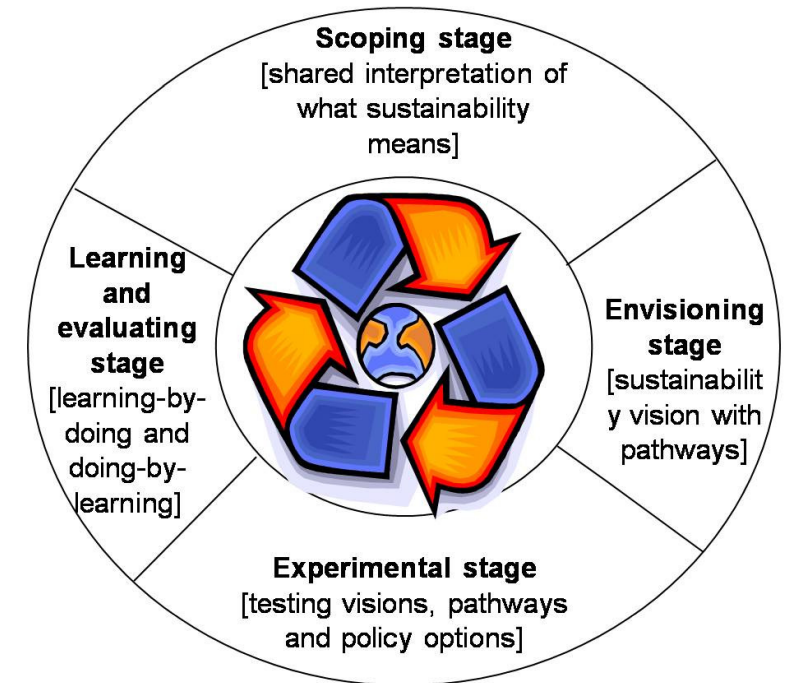 Scoping stage
[shared interpretation of
what sustainability
means]
Envisioning
stage
[sustainabilit
y vision with
pathways]
Experimental stage
[testing visions, pathways
and policy options]
Learning
and
evaluating
stage
[learning-by-
doing and
doing-by-
learning]